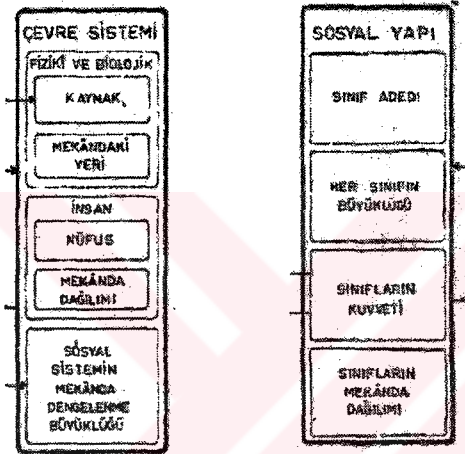 ÇEVRE SİSTEMİ
FİZİKİ VE BİOLOJİK
KAYNAK
MEKÂNDAKİ
YERİ
İNSAN
NÜFUS
MEKÂNDA
DAĞILIMI
SÖSYAL
SİSTEMİN
MEKÂNDA
DENGELENME
BÜYÜKLÜĞÜ
SOSYAL YAPI
SINIF ADEDİ
HER SINIFIN
BÜYÜKLÜĞÜ
SINIFLARIN
KUVVETİ
SINIFLARIN
MEKÂNDA
DAĞILIMI